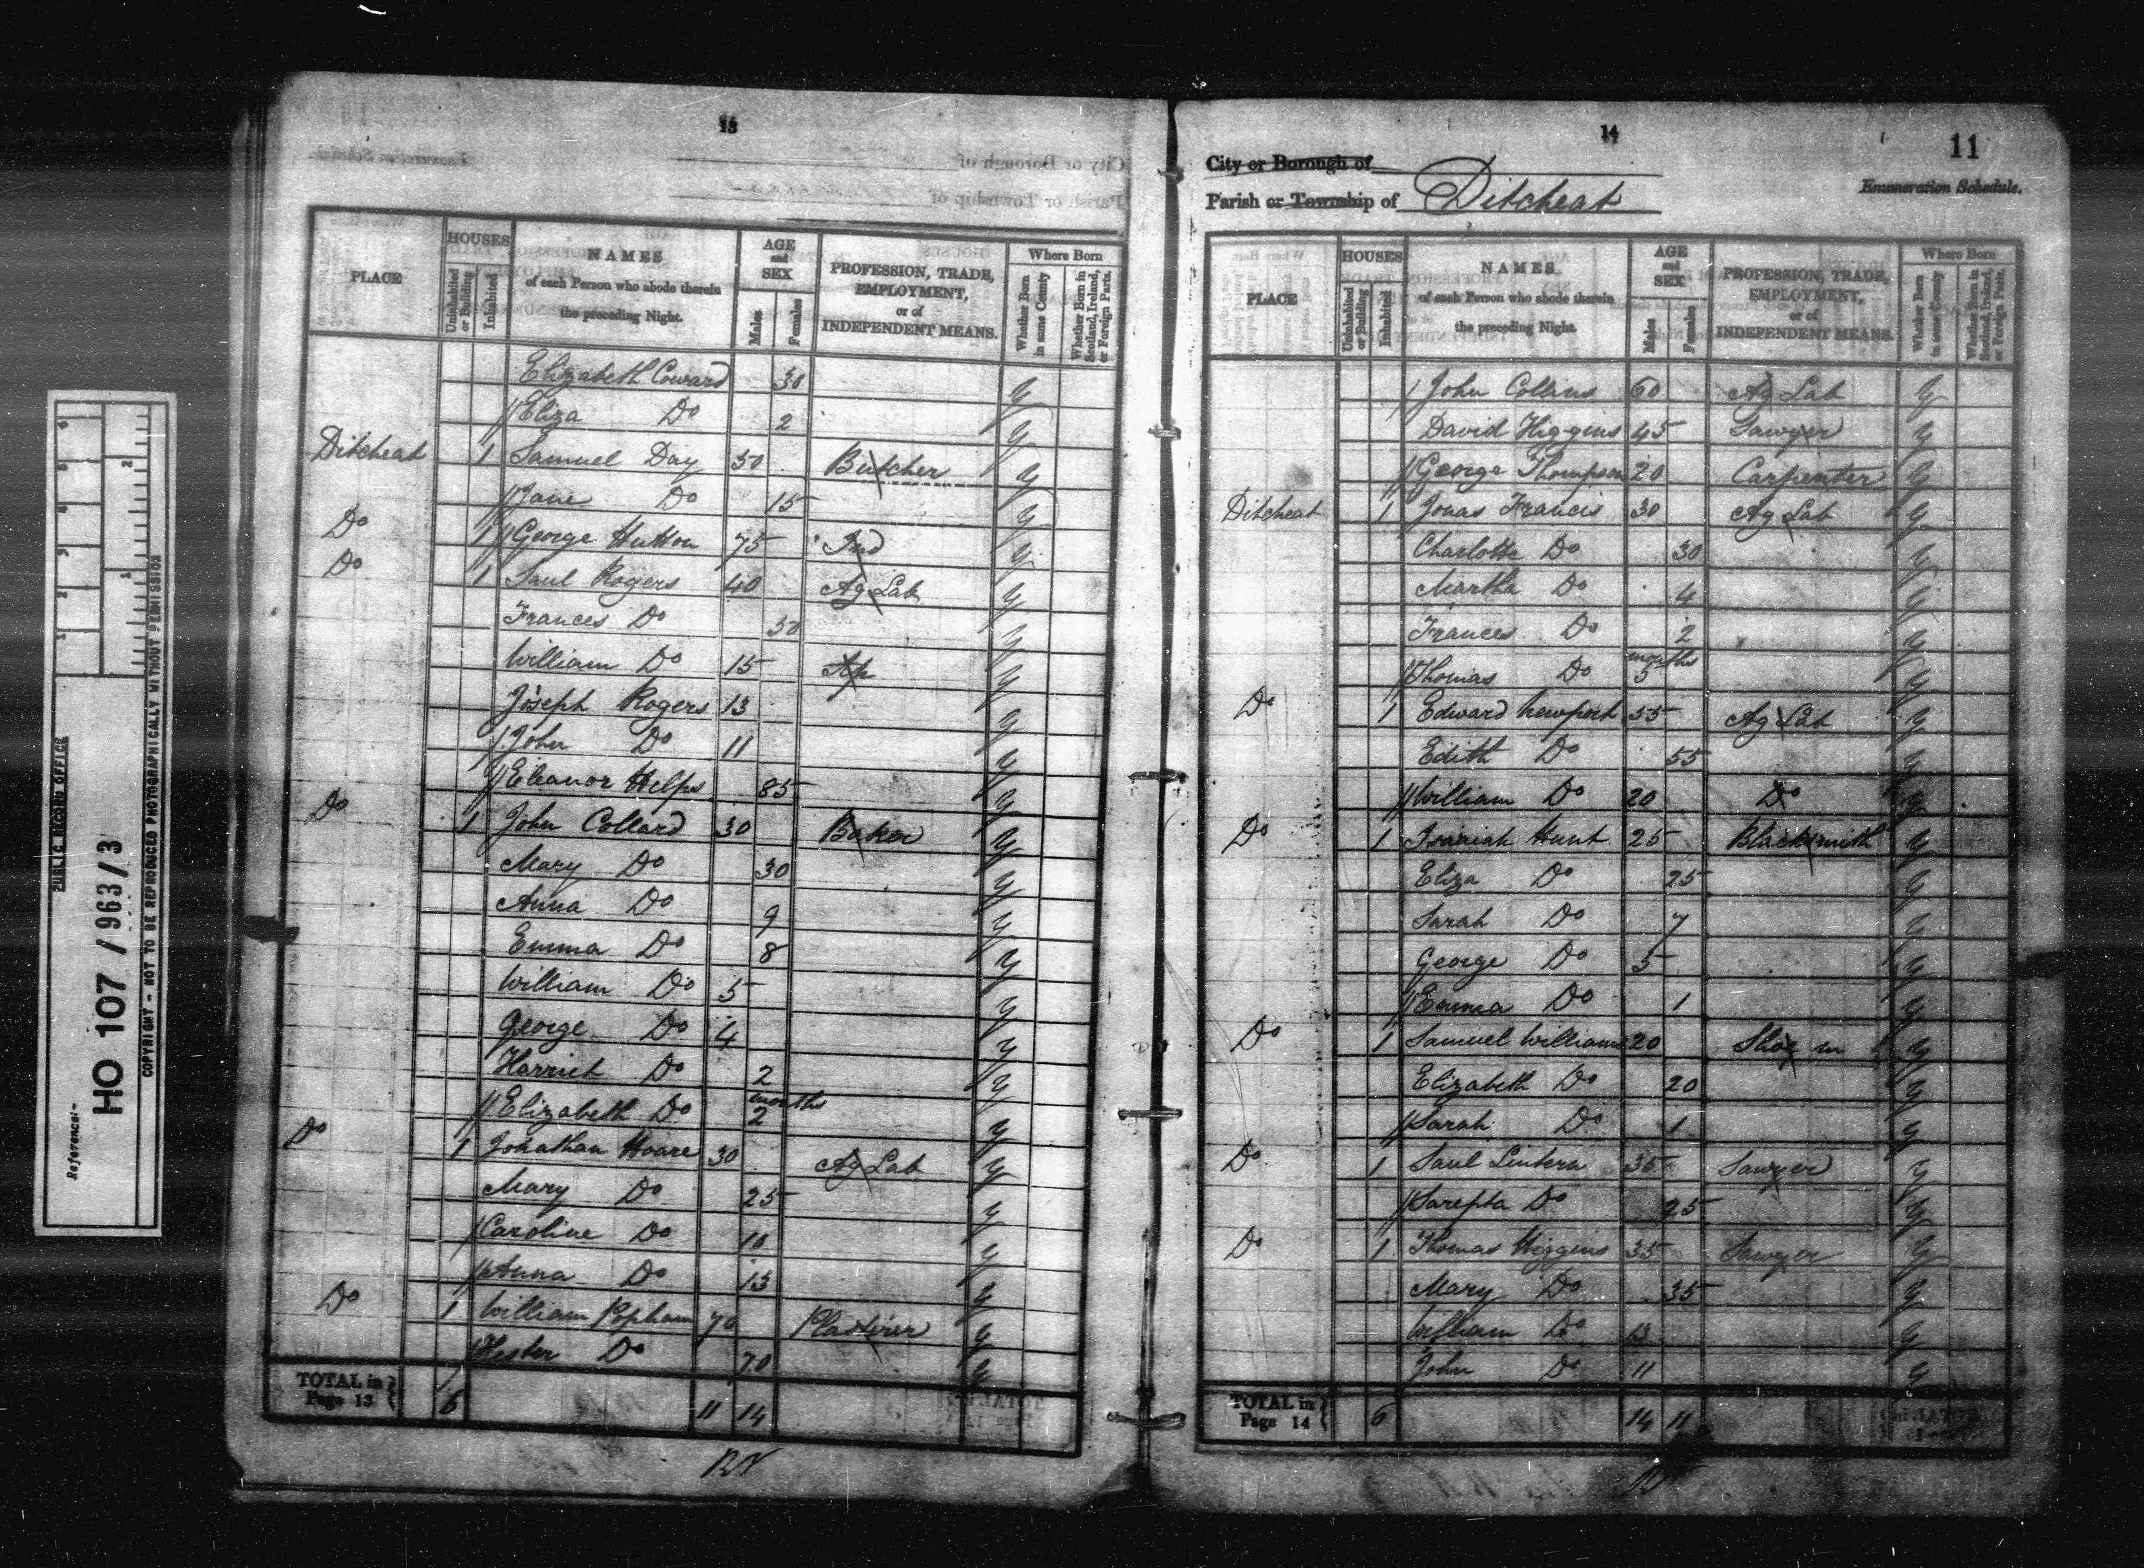 PUBLIC RECORD OFFICE
Reference:-
HO 107 /963/3
COPYRIGHT - NOT TO BE REPRODUCED PHOTOGRAPHICALLY WITHOUT PERMISSION
13
PLACE
HOUSES
Uninhabited or Building
Inhabited
NAMES
of each Person who abode therein
the preceding Night.
AGE
and
SEX
Males
Females
PROFESSION, TRADE,
EMPLOYMENT,
or of
INDEPENDENT MEANS.
Where Born
Whether Born in same County
Whether Born in Scotland, Ireland, or Foreign Parts.
Elizabeth Coward 30 y
Eliza Do 2 y
Ditcheat 1 Samuel Day 30 Butcher y
Jane Do 15 y
Do 1 George Hutton 75 Ind y
Do 1 Saul Rogers 40 Ag Lab y
Frances Do 30 y
William Do 15 Ap y
Joseph Rogers 13 y
John Do 11 y
Eleanor Helps 85 y
Do 1 John Collard 30 Baker y
Mary Do 30 y
Anna Do 9 y
Emma Do 8 y
William Do 5 y
George Do 4 y
Harriet Do 2 y
Elizabeth Do months 2 y
Do 1 Jonathan Hoare 30 Ag Lab y
Mary Do 25 y
Caroline Do 10 y
Anna Do 13 y
Do 1 William Popham 70 y
Hester Do 70 y
TOTAL in
Page 13 6 11 14
14
11
City or Borough of
Parish or Township of Ditcheat
Enumeration Schedule.
PLACE
HOUSES
Uninhabited or Building
Inhabited
NAMES
of each Person who abode therein
the preceding Night.
AGE
and
SEX
Males
Females
PROFESSION, TRADE,
EMPLOYMENT,
or of
INDEPENDENT MEANS.
Where Born
Whether Born in same County
Whether Born in Scotland, Ireland, or Foreign Parts.
John Collins 60 Ag Lab y
David Higgins 45 Sawyer y
George Thompson 20 Carpenter y
Ditcheat 1 Jonas Francis 30 Ag Lab y
Charlotte Do 30 y
Martha Do 4 y
Frances Do 2 y
Thomas Do months 5 y
Do 1 Edward Newport 55 Ag Lab y
Edith Do 55 y
William Do 20 Do y
Do 1 Isaiah Hunt 25 Blacksmith y
Eliza Do 25 y
Sarah Do 7 y
George Do 5 y
Emma Do 1 y
Do 1 Samuel Williams 20 Shoe m y
Elizabeth Do 20 y
Sarah Do 1 y
Do 1 Saul Lintern 35 Sawyer y
Sarepta Do 25 y
Do 1 Thomas Higgins 35 Sawyer y
Mary Do 35 y
William Do 13 y
John Do 11 y
TOTAL in
Page 14 6 14 11